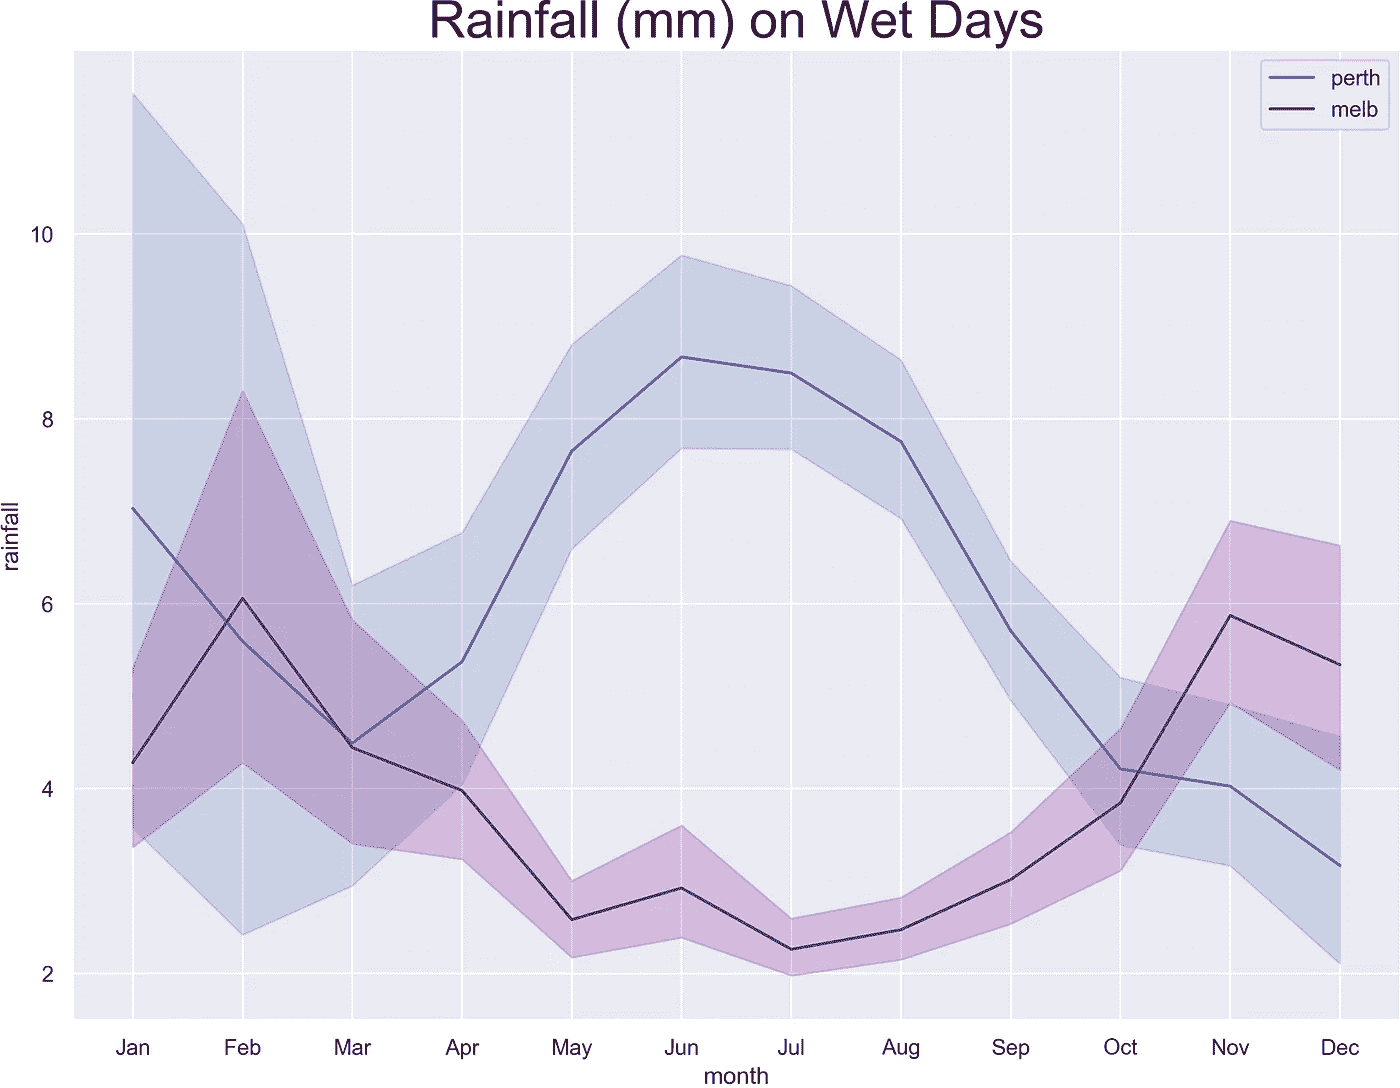 Rainfall (mm) on Wet Days
perth
melb
10
8
6
4
2
rainfall
Jan Feb Mar Apr May Jun Jul Aug Sep Oct Nov Dec
month